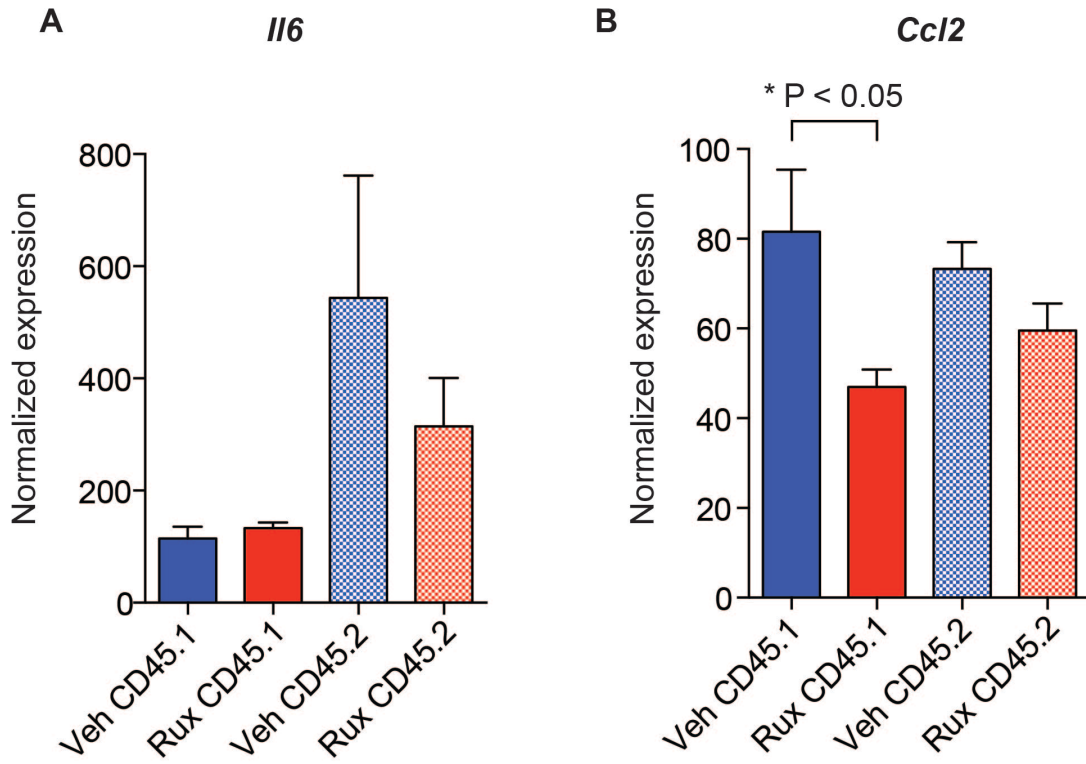 A
Il6
Normalized expression
800
600
400
200
0
Veh CD45.1
Rux CD45.1
Veh CD45.2
Rux CD45.2
B
Ccl2
* P < 0.05
Normalized expression
100
80
60
40
20
0
Veh CD45.1
Rux CD45.1
Veh CD45.2
Rux CD45.2